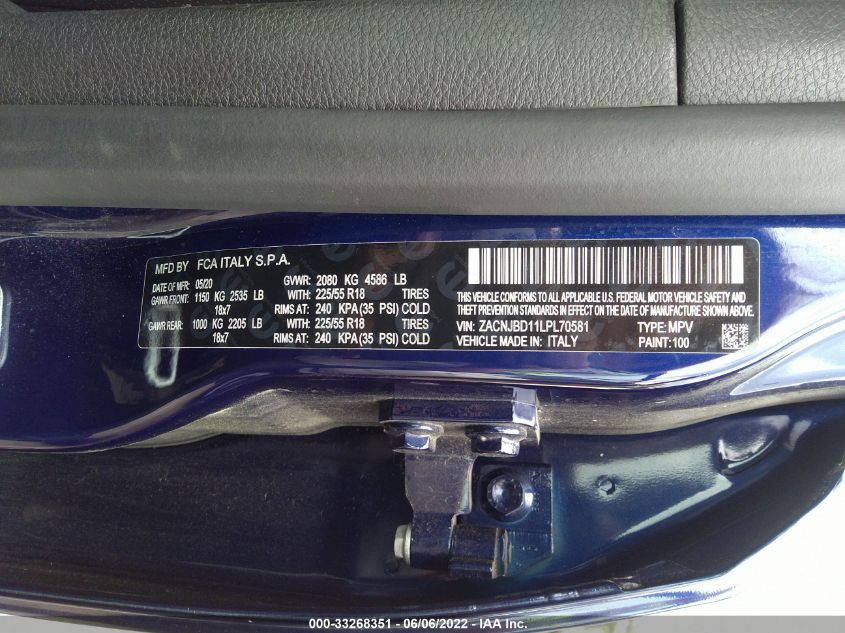 MFD BY FCA ITALY S.P.A.
DATE OF MFR 05/20 GVWR: 2080 KG 4586 LB
GAWR FRONT: 1150 KG 2535 LB WITH: 225/55 R18 TIRES
18x7 RIMS AT: 240 KPA(35 PSI) COLD
GAWR REAR: 1000 KG 2205 LB WITH: 225/55 R18 TIRES
18x7 RIMS AT: 240 KPA(35 PSI) COLD
THIS VEHICLE CONFORMS TO ALL APPLICABLE U.S. FEDERAL MOTOR VEHICLE SAFETY
AND THEFT PREVENTION STANDARDS IN EFFECT ON THE DATE OF MANUFACTURE
SHOWN ABOVE.
VIN: ZACNJBD11LPL70581 TYPE: MPV
VEHICLE MADE IN: ITALY PAINT: 100
000-33268351 - 06/06/2022 - IAA Inc.